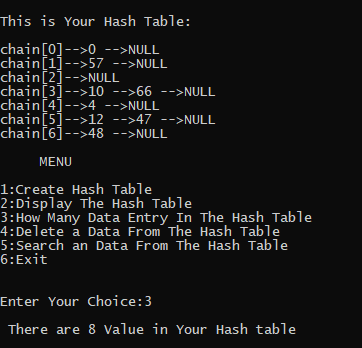 This is Your Hash Table:
chain[0]-->0 -->NULL
chain[1]-->57 -->NULL
chain[2]-->NULL
chain[3]-->10 -->66 -->NULL
chain[4]-->4 -->NULL
chain[5]-->12 -->47 -->NULL
chain[6]-->48 -->NULL
MENU
1:Create Hash Table
2:Display The Hash Table
3:How Many Data Entry In The Hash Table
4:Delete a Data From The Hash Table
5:Search an Data From The Hash Table
6:Exit
Enter Your Choice:3
There are 8 Value in Your Hash table